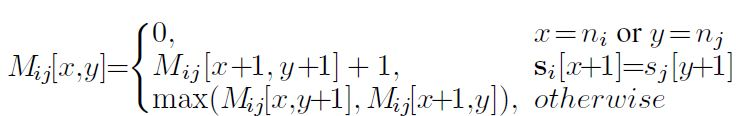 0, x=n_i or y=n_j
M_ij[x,y]={ M_ij[x+1, y+1] + 1, s_i[x+1]=s_j[y+1]
max(M_ij[x,y+1], M_ij[x+1,y]), otherwise